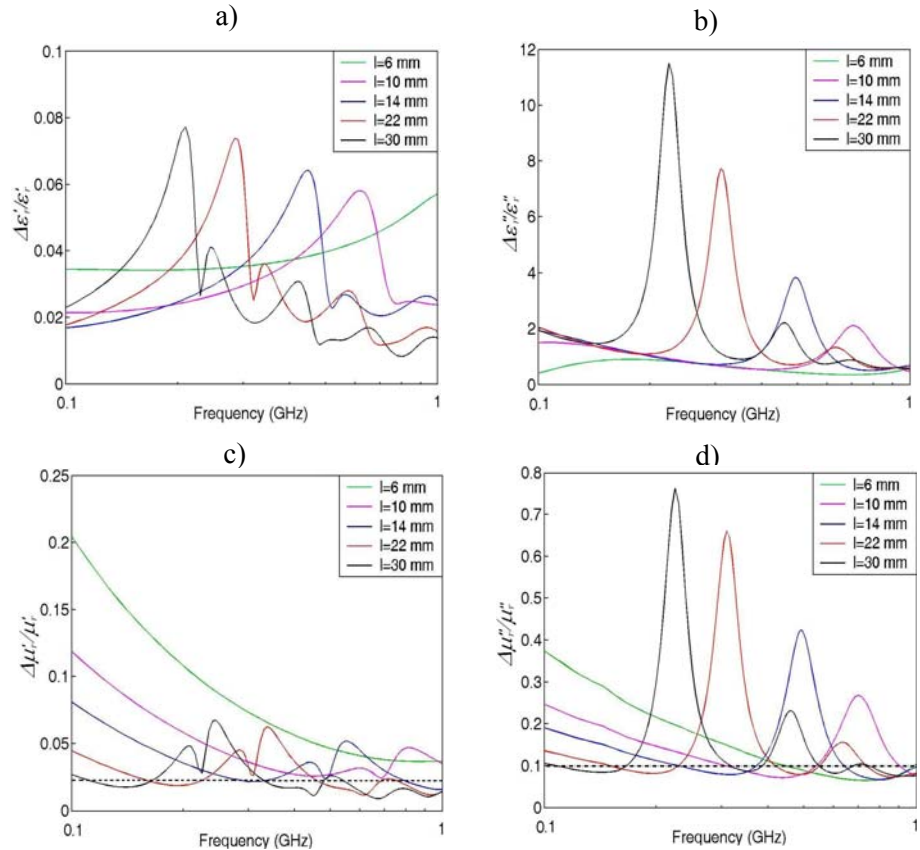 a)
0.1
0.08
0.06
0.04
0.02
0
Δε'r/ε'r
l=6 mm
l=10 mm
l=14 mm
l=22 mm
l=30 mm
0.1
1
Frequency (GHz)
b)
12
10
8
6
4
2
0
Δε"r/ε"r
l=6 mm
l=10 mm
l=14 mm
l=22 mm
l=30 mm
0.1
1
Frequency (GHz)
c)
0.25
0.2
0.15
0.1
0.05
0
Δμ'r/μ'r
l=6 mm
l=10 mm
l=14 mm
l=22 mm
l=30 mm
0.1
1
Frequency (GHz)
d)
0.8
0.7
0.6
0.5
0.4
0.3
0.2
0.1
0
Δμ"r/μ"r
l=6 mm
l=10 mm
l=14 mm
l=22 mm
l=30 mm
0.1
1
Frequency (GHz)